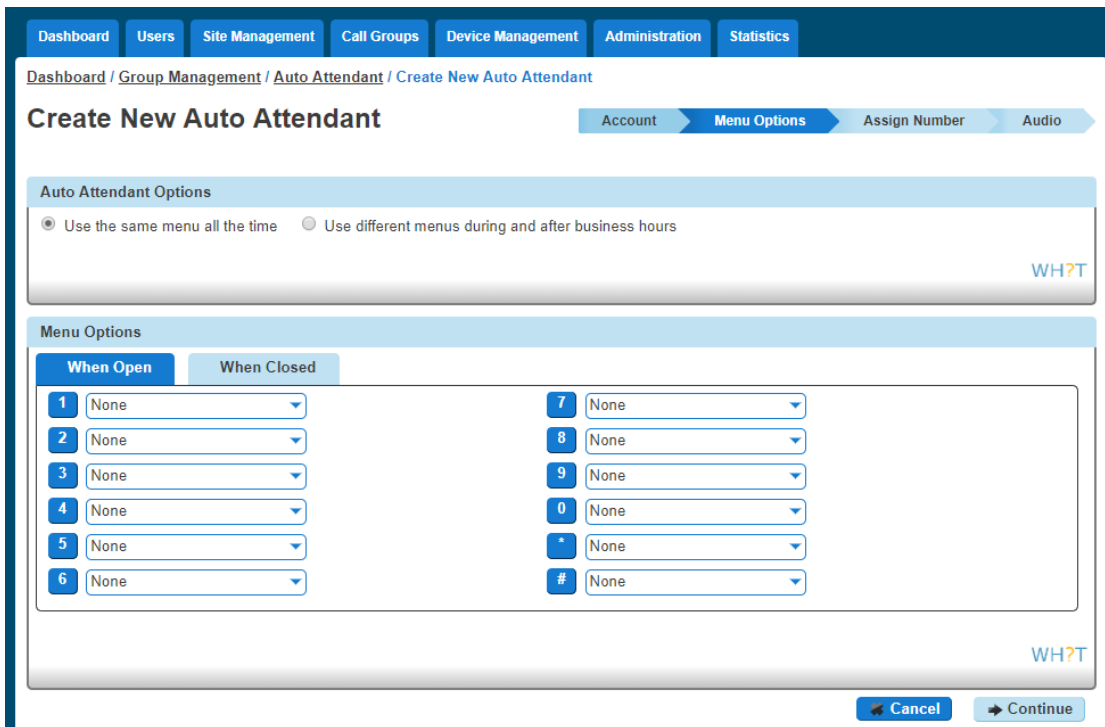 Dashboard Users Site Management Call Groups Device Management Administration Statistics
Dashboard / Group Management / Auto Attendant / Create New Auto Attendant
Create New Auto Attendant
Account Menu Options Assign Number Audio
Auto Attendant Options
Use the same menu all the time Use different menus during and after business hours
WH?T
Menu Options
When Open When Closed
1 None 7 None
2 None 8 None
3 None 9 None
4 None 0 None
5 None * None
6 None # None
WH?T
Cancel Continue